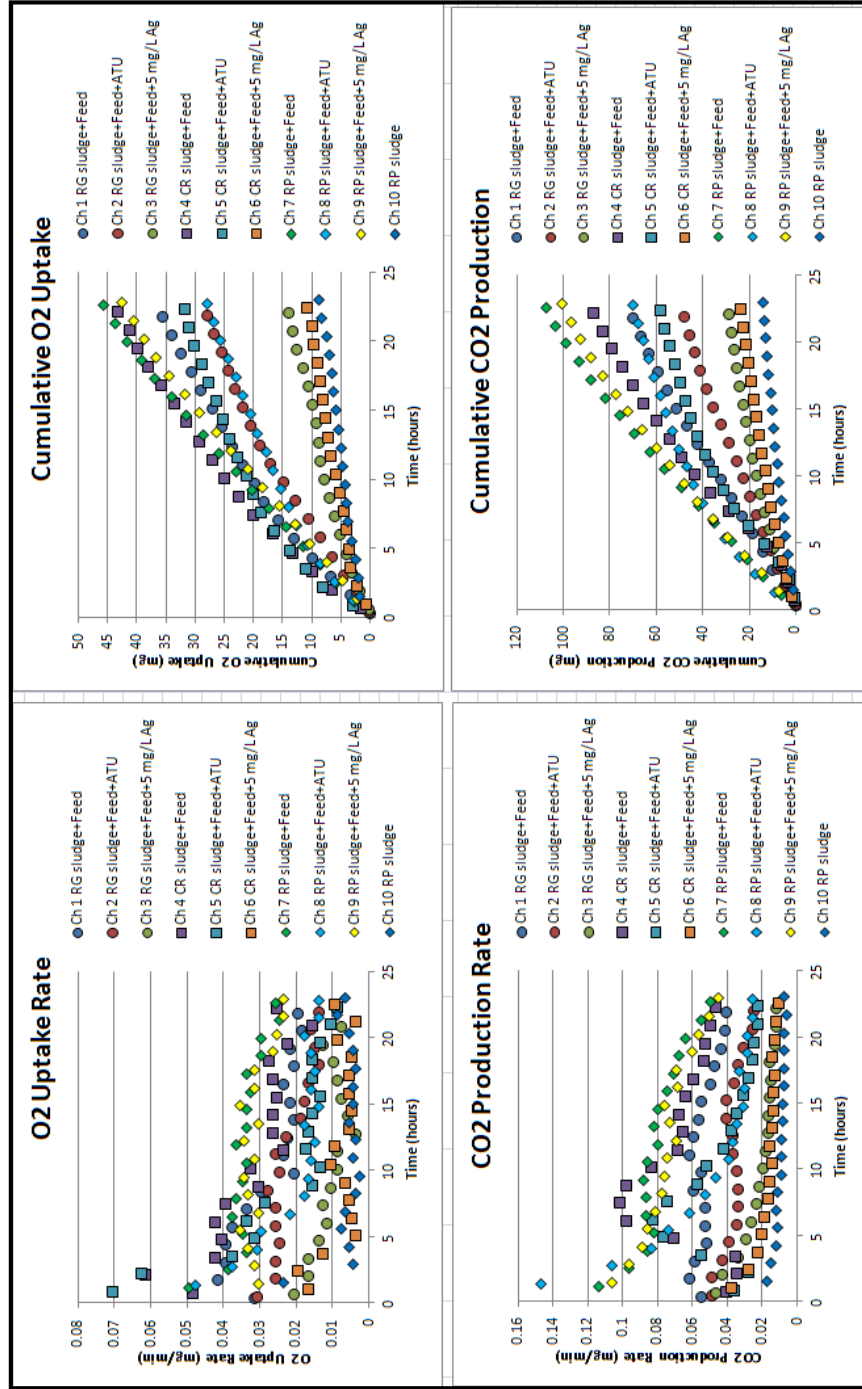 O2 Uptake Rate
O2 Uptake Rate (mg/min)
0.08
0.07
0.06
0.05
0.04
0.03
0.02
0.01
0
0
5
10
15
20
25
Time (hours)
Ch 1 RG sludge+Feed
Ch 2 RG sludge+Feed+ATU
Ch 3 RG sludge+Feed+5 mg/L Ag
Ch 4 CR sludge+Feed
Ch 5 CR sludge+Feed+ATU
Ch 6 CR sludge+Feed+5 mg/L Ag
Ch 7 RP sludge+Feed
Ch 8 RP sludge+Feed+ATU
Ch 9 RP sludge+Feed+5 mg/L Ag
Ch 10 RP sludge
Cumulative O2 Uptake
Cumulative O2 Uptake (mg)
50
45
40
35
30
25
20
15
10
5
0
0
5
10
15
20
25
Time (hours)
Ch 1 RG sludge+Feed
Ch 2 RG sludge+Feed+ATU
Ch 3 RG sludge+Feed+5 mg/L Ag
Ch 4 CR sludge+Feed
Ch 5 CR sludge+Feed+ATU
Ch 6 CR sludge+Feed+5 mg/L Ag
Ch 7 RP sludge+Feed
Ch 8 RP sludge+Feed+ATU
Ch 9 RP sludge+Feed+5 mg/L Ag
Ch 10 RP sludge
CO2 Production Rate
CO2 Production Rate (mg/min)
0.16
0.14
0.12
0.1
0.08
0.06
0.04
0.02
0
0
5
10
15
20
25
Time (hours)
Ch 1 RG sludge+Feed
Ch 2 RG sludge+Feed+ATU
Ch 3 RG sludge+Feed+5 mg/L Ag
Ch 4 CR sludge+Feed
Ch 5 CR sludge+Feed+ATU
Ch 6 CR sludge+Feed+5 mg/L Ag
Ch 7 RP sludge+Feed
Ch 8 RP sludge+Feed+ATU
Ch 9 RP sludge+Feed+5 mg/L Ag
Ch 10 RP sludge
Cumulative CO2 Production
Cumulative CO2 Production (mg)
120
100
80
60
40
20
0
0
5
10
15
20
25
Time (hours)
Ch 1 RG sludge+Feed
Ch 2 RG sludge+Feed+ATU
Ch 3 RG sludge+Feed+5 mg/L Ag
Ch 4 CR sludge+Feed
Ch 5 CR sludge+Feed+ATU
Ch 6 CR sludge+Feed+5 mg/L Ag
Ch 7 RP sludge+Feed
Ch 8 RP sludge+Feed+ATU
Ch 9 RP sludge+Feed+5 mg/L Ag
Ch 10 RP sludge